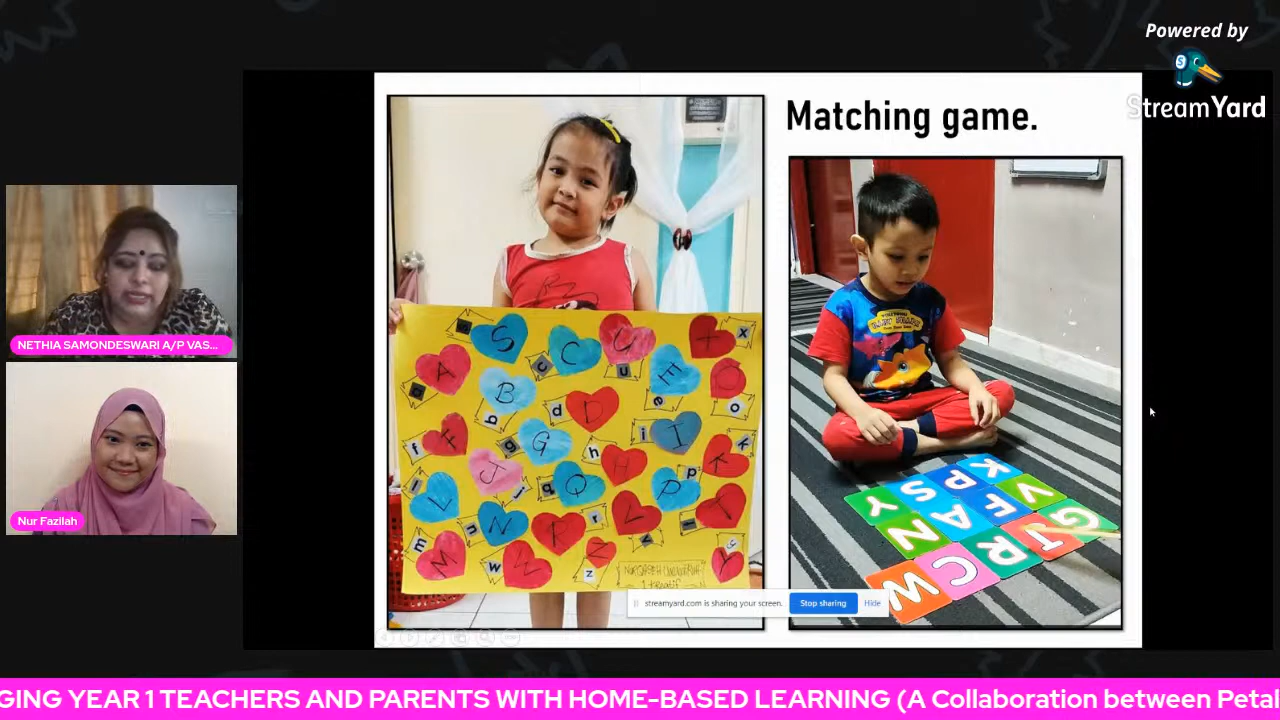 Powered by
StreamYard
Matching game.
NETHIA SAMONDESWARI A/P VAS...
Nur Fazilah
S
C
U
X
x
A
c
u
E
O
B
b
d
D
e
o
F
f
G
g
h
i
I
k
K
J
j
H
q
Q
p
P
L
T
N
R
r
m
M
w
W
Z
z
Y
K
P
V
S
L
G
Y
A
T
N
R
C
W
streamyard.com is sharing your screen.
Stop sharing
Hide
GING YEAR 1 TEACHERS AND PARENTS WITH HOME-BASED LEARNING (A Collaboration between Petal